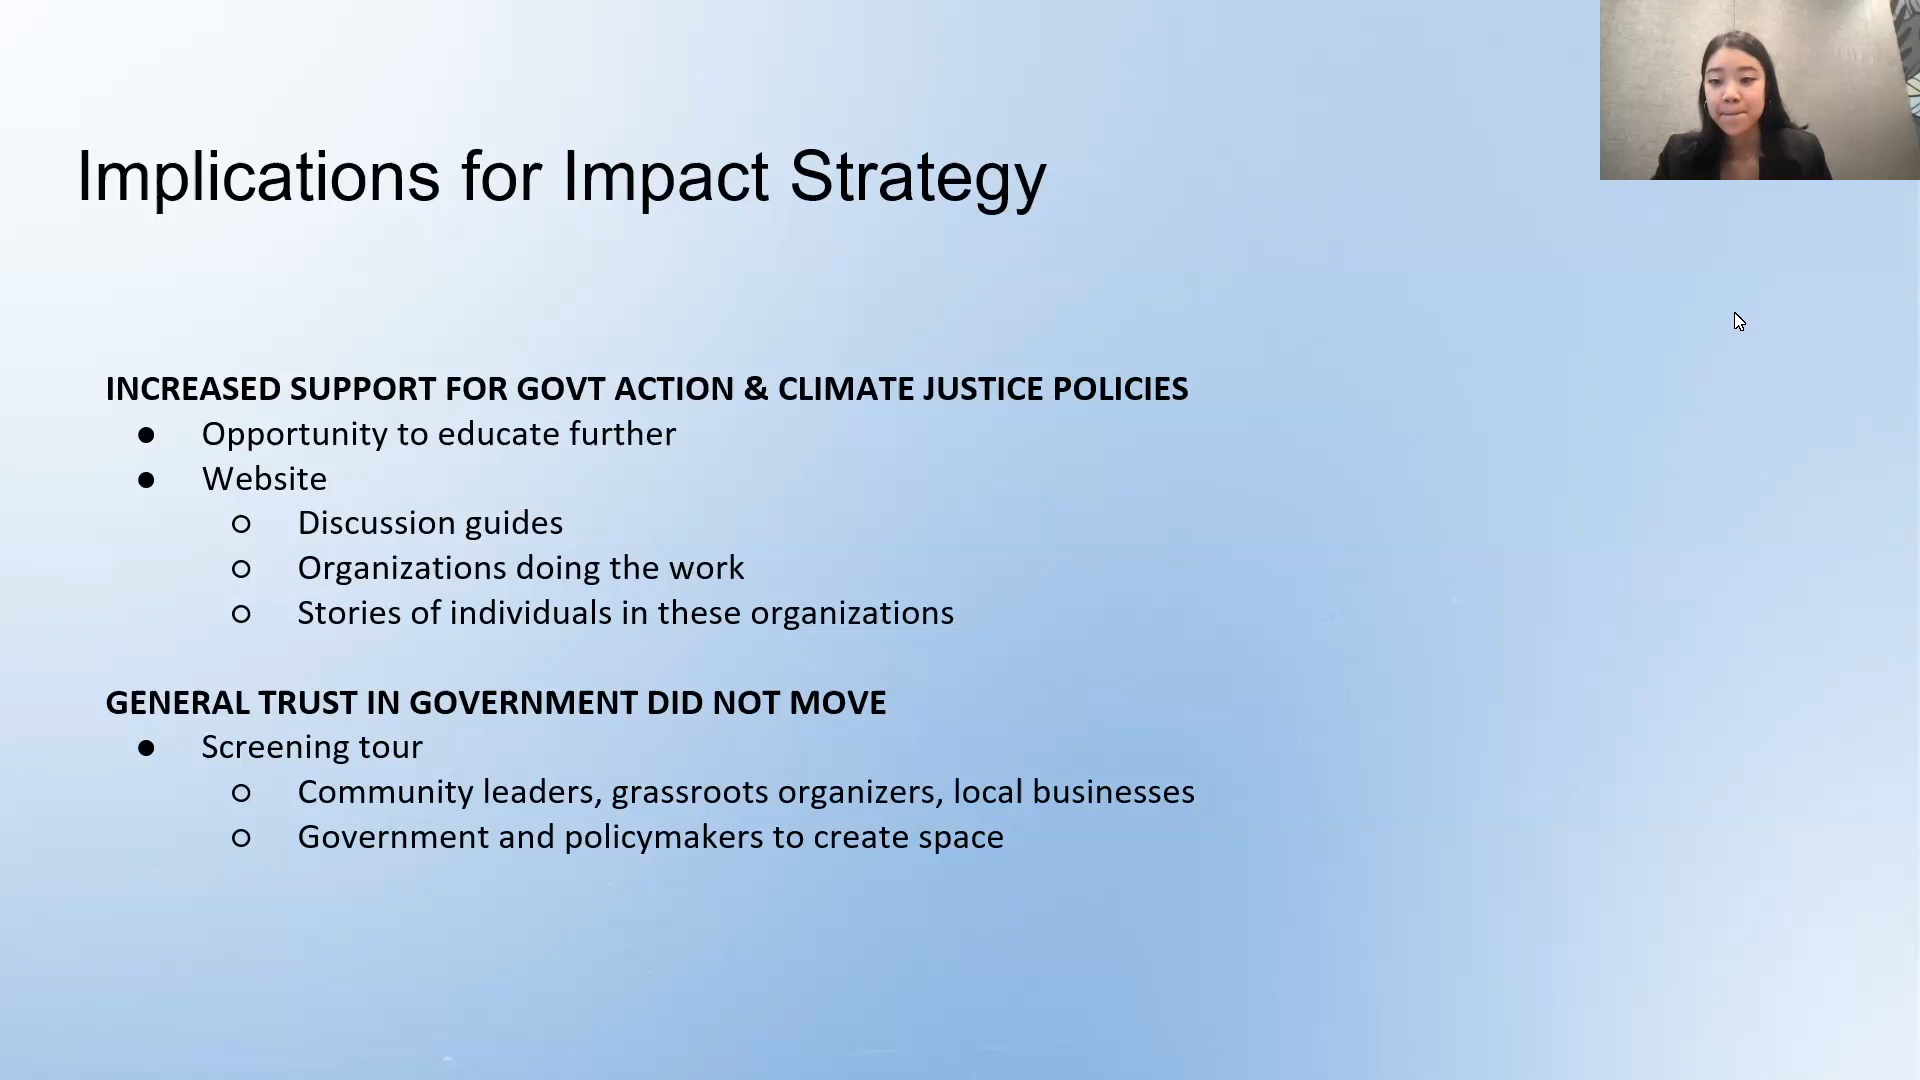 Implications for Impact Strategy
INCREASED SUPPORT FOR GOVT ACTION & CLIMATE JUSTICE POLICIES
● Opportunity to educate further
● Website
○ Discussion guides
○ Organizations doing the work
○ Stories of individuals in these organizations
GENERAL TRUST IN GOVERNMENT DID NOT MOVE
● Screening tour
○ Community leaders, grassroots organizers, local businesses
○ Government and policymakers to create space